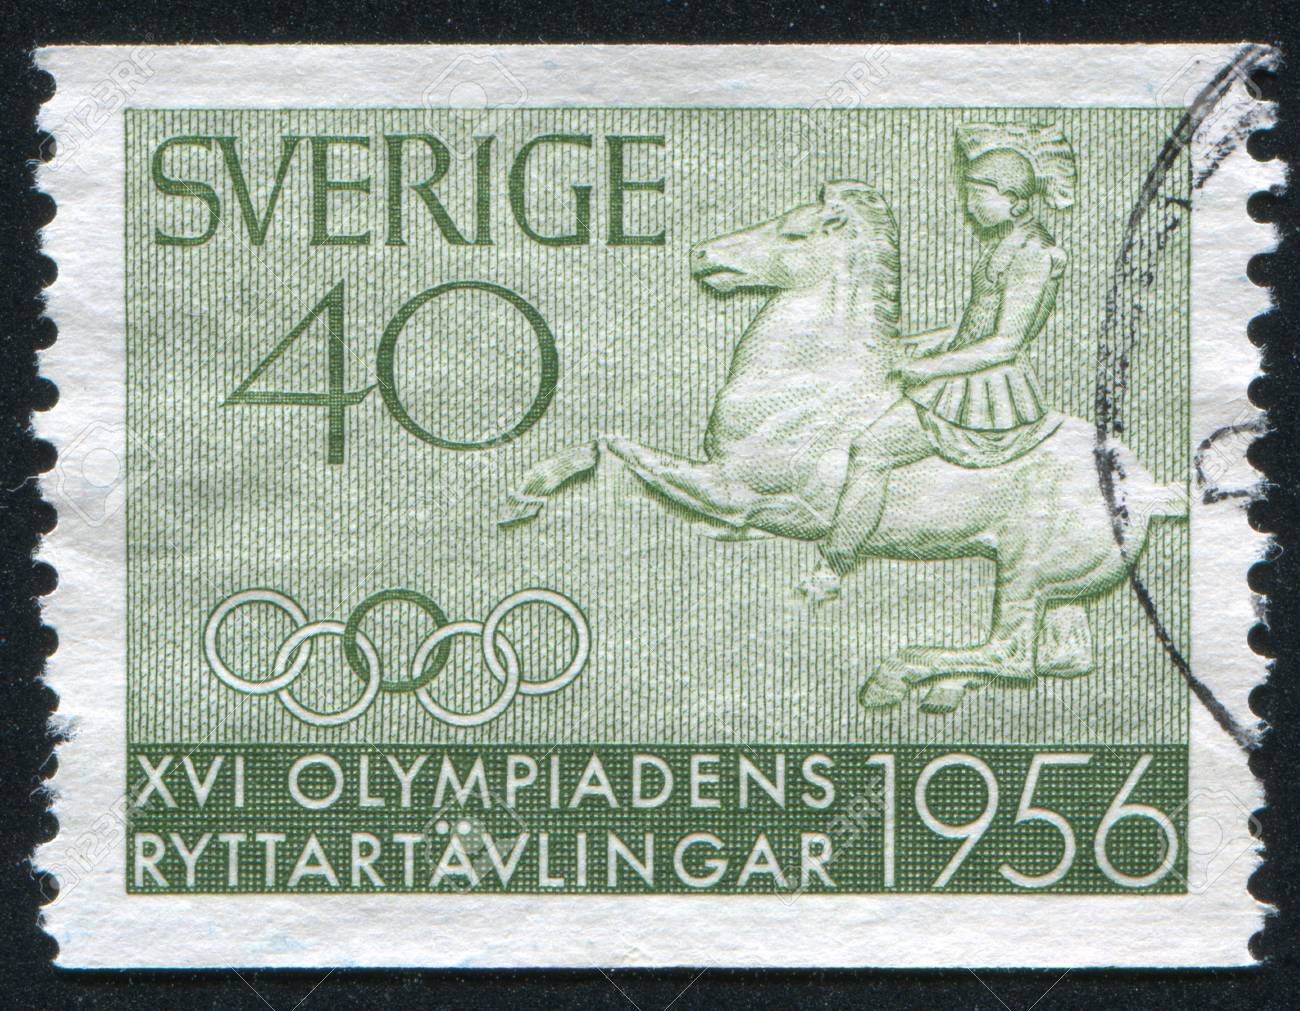 SVERIGE
40
XVI OLYMPIADENS
RYTTARTÄVLINGAR 1956